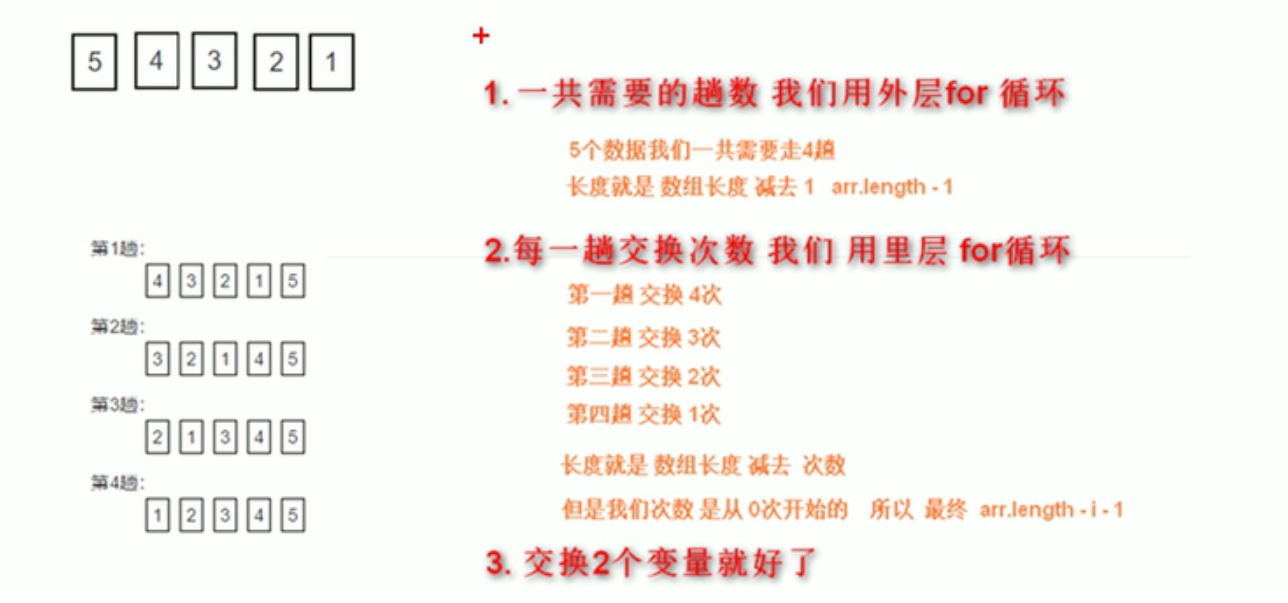 5 4 3 2 1
1. 一共需要的趟数 我们用外层for 循环
5个数据我们一共需要走4趟
长度就是 数组长度 减去 1 arr.length - 1
第1趟:
4 3 2 1 5
第2趟:
3 2 1 4 5
第3趟:
2 1 3 4 5
第4趟:
1 2 3 4 5
2.每一趟交换次数 我们 用里层 for循环
第一趟 交换 4次
第二趟 交换 3次
第三趟 交换 2次
第四趟 交换 1次
长度就是 数组长度 减去 次数
但是我们次数 是从 0次开始的 所以 最终 arr.length - i - 1
3. 交换2个变量就好了